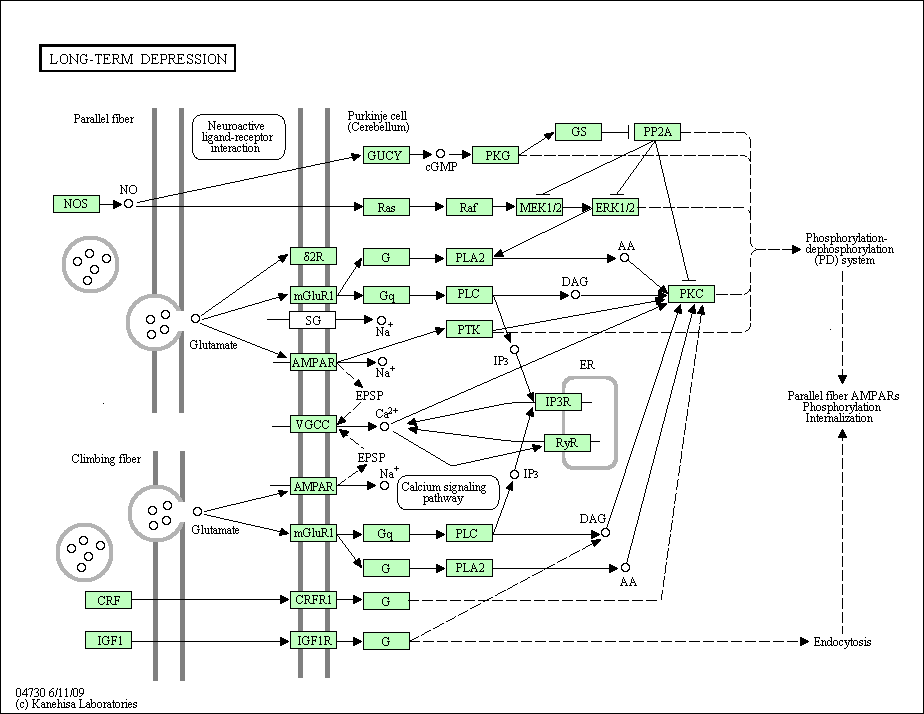 LONG-TERM DEPRESSION
Parallel fiber
Neuroactive
ligand-receptor
interaction
Purkinje cell
(Cerebellum)
GS
PP2A
GUCY
cGMP
PKG
NOS
NO
Ras
Raf
MEK1/2
ERK1/2
δ2R
G
PLA2
AA
Phosphorylation-
dephosphorylation
(PD) system
mGluR1
Gq
PLC
DAG
PKC
SG
Na+
PTK
Glutamate
AMPAR
Na+
IP3
ER
EPSP
IP3R
Parallel fiber AMPARs
Phosphorylation
Internalization
VGCC
Ca2+
RyR
Climbing fiber
EPSP
AMPAR
Na+
IP3
Calcium signaling
pathway
Glutamate
mGluR1
Gq
PLC
DAG
G
PLA2
AA
CRF
CRFR1
G
IGF1
IGF1R
G
Endocytosis
04730 6/11/09
(c) Kanehisa Laboratories